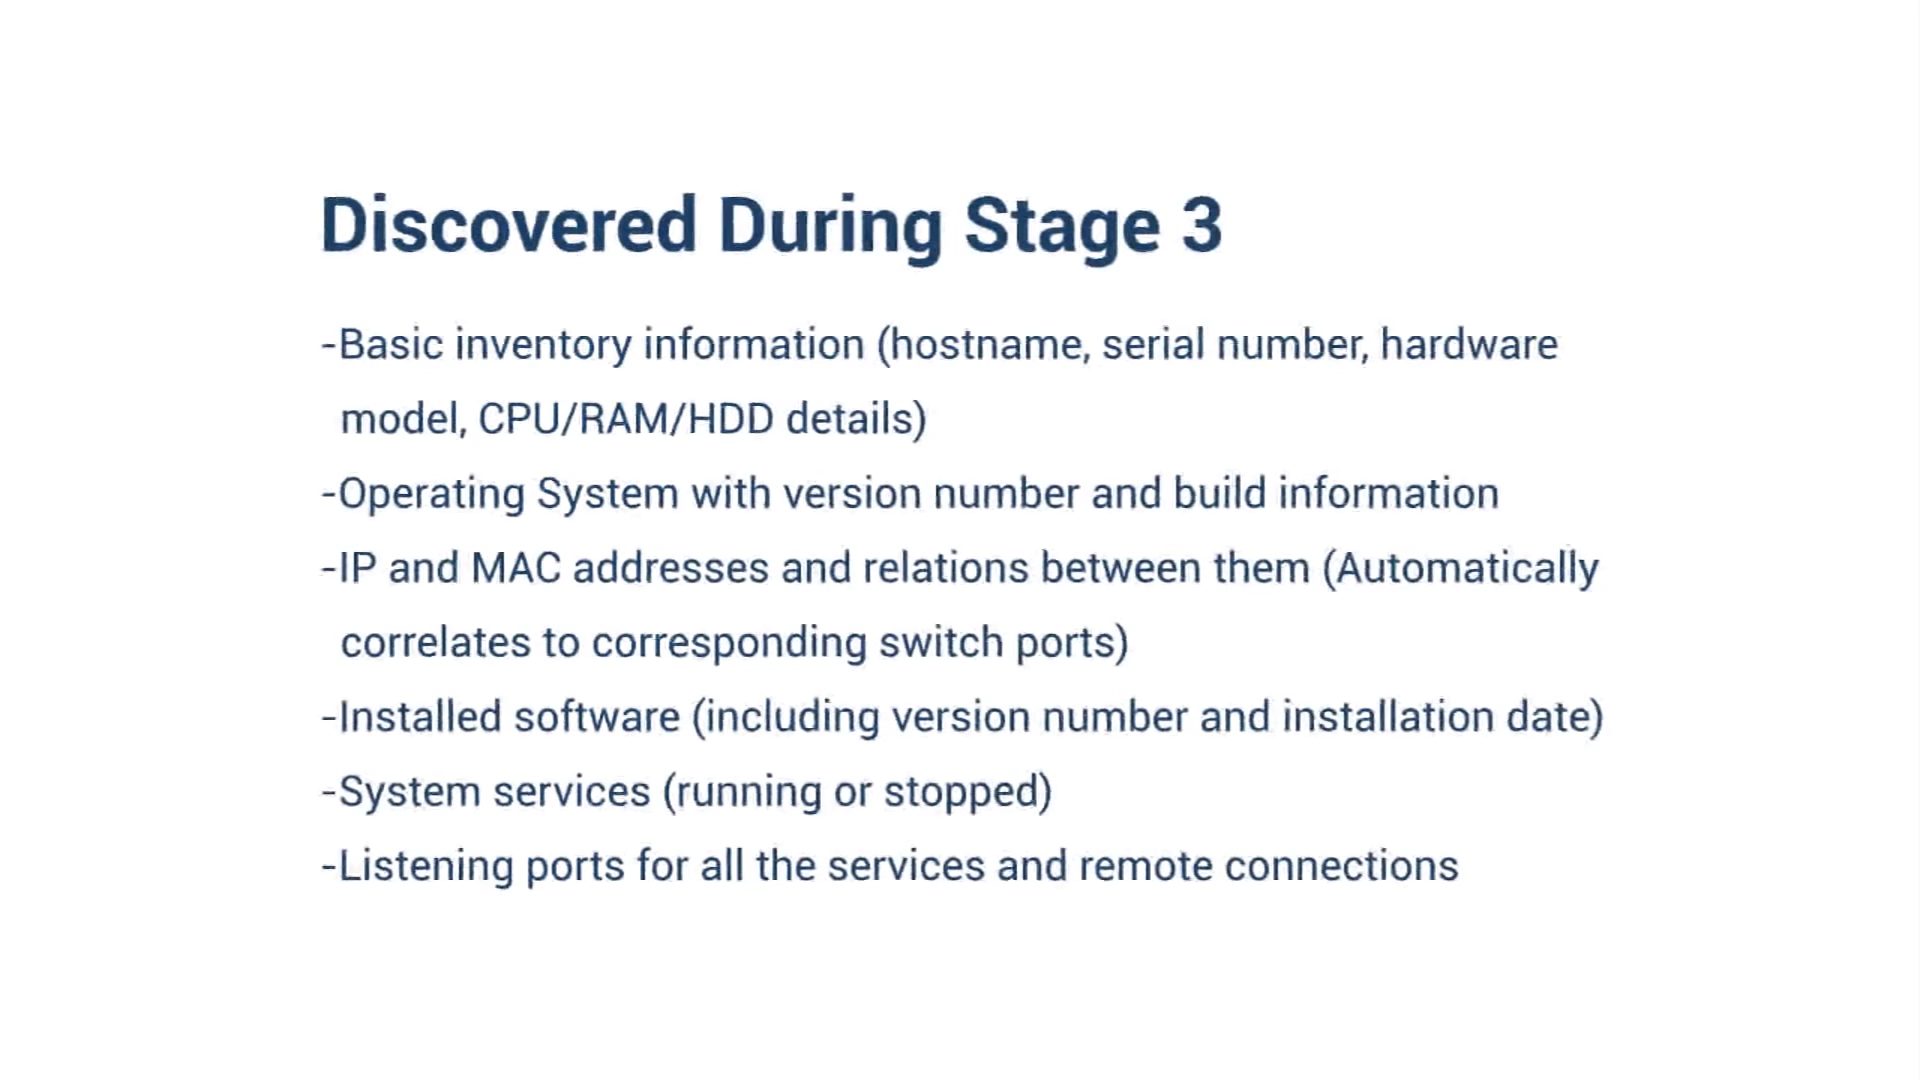 Discovered During Stage 3
-Basic inventory information (hostname, serial number, hardware
model, CPU/RAM/HDD details)
-Operating System with version number and build information
-IP and MAC addresses and relations between them (Automatically
correlates to corresponding switch ports)
-Installed software (including version number and installation date)
-System services (running or stopped)
-Listening ports for all the services and remote connections